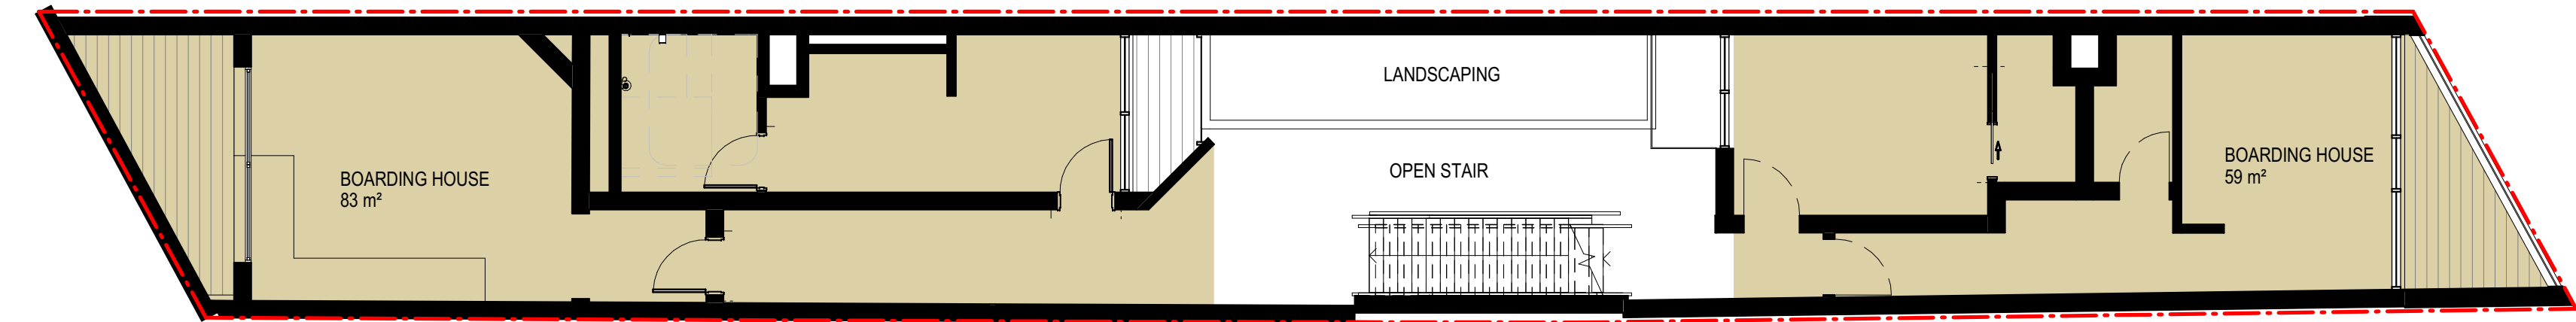 LANDSCAPING
OPEN STAIR
BOARDING HOUSE
83 m²
BOARDING HOUSE
59 m²